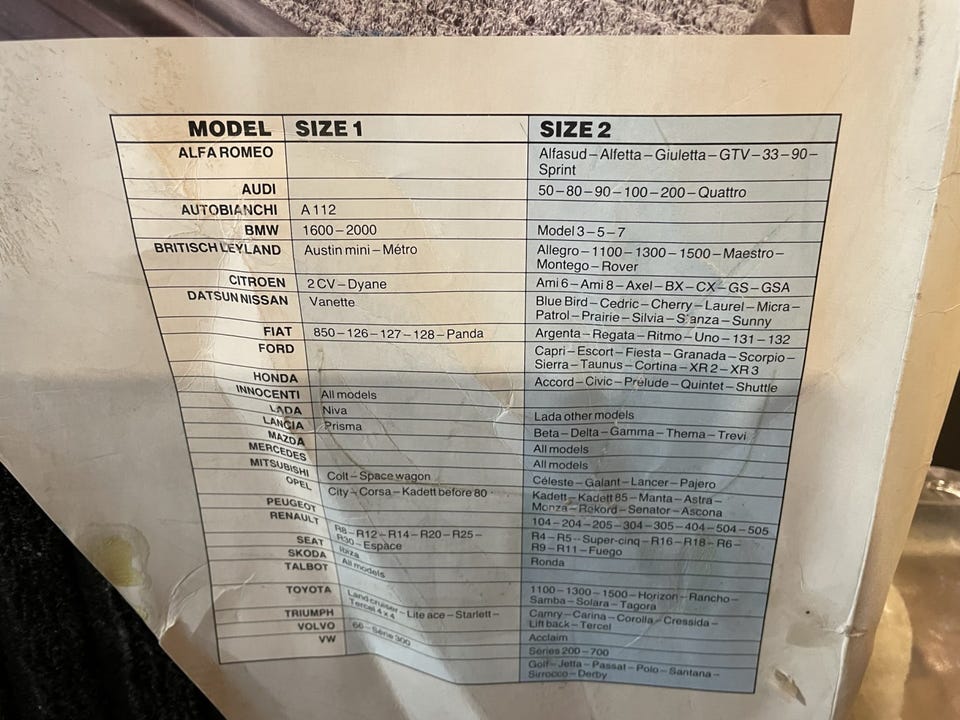 MODEL SIZE 1 SIZE 2
ALFA ROMEO Alfasud – Alfetta – Giuletta – GTV – 33 – 90 –
Sprint
AUDI 50 – 80 – 90 – 100 – 200 – Quattro
AUTOBIANCHI A 112
BMW 1600 – 2000 Model 3 – 5 – 7
BRITISCH LEYLAND Austin mini – Métro Allegro – 1100 – 1300 – 1500 – Maestro –
Montego – Rover
CITROEN 2 CV – Dyane Ami 6 – Ami 8 – Axel – BX – CX – GS – GSA
DATSUN NISSAN Vanette Blue Bird – Cedric – Cherry – Laurel – Micra –
Patrol – Prairie – Silvia – Stanza – Sunny
FIAT 850 – 126 – 127 – 128 – Panda Argenta – Regata – Ritmo – Uno – 131 – 132
FORD Capri – Escort – Fiesta – Granada – Scorpio –
Sierra – Taunus – Cortina – XR 2 – XR 3
HONDA Accord – Civic – Prélude – Quintet – Shuttle
INNOCENTI All models
LADA Niva Lada other models
LANCIA Prisma Beta – Delta – Gamma – Thema – Trevi
MAZDA All models
MERCEDES All models
MITSUBISHI Colt – Space wagon Céleste – Galant – Lancer – Pajero
OPEL City – Corsa – Kadett before 80 Kadett – Kadett 85 – Manta – Astra –
Monza – Rekord – Senator – Ascona
PEUGEOT 104 – 204 – 205 – 304 – 305 – 404 – 504 – 505
RENAULT R8 – R12 – R14 – R20 – R25 – R4 – R5 – Super-cinq – R16 – R18 – R6 –
R30 – Espace R9 – R11 – Fuego
SEAT Ibiza Ronda
SKODA All models
TALBOT 1100 – 1300 – 1500 – Horizon – Rancho –
Samba – Solara – Tagora
TOYOTA Land cruiser – Lite ace – Starlett – Camry – Carina – Corolla – Cressida –
Tercel 4 x 4 Lift back – Tercel
TRIUMPH Acclaim
VOLVO 66 – Série 300 Séries 200 – 700
VW Golf – Jetta – Passat – Polo – Santana –
Sirrocco – Derby